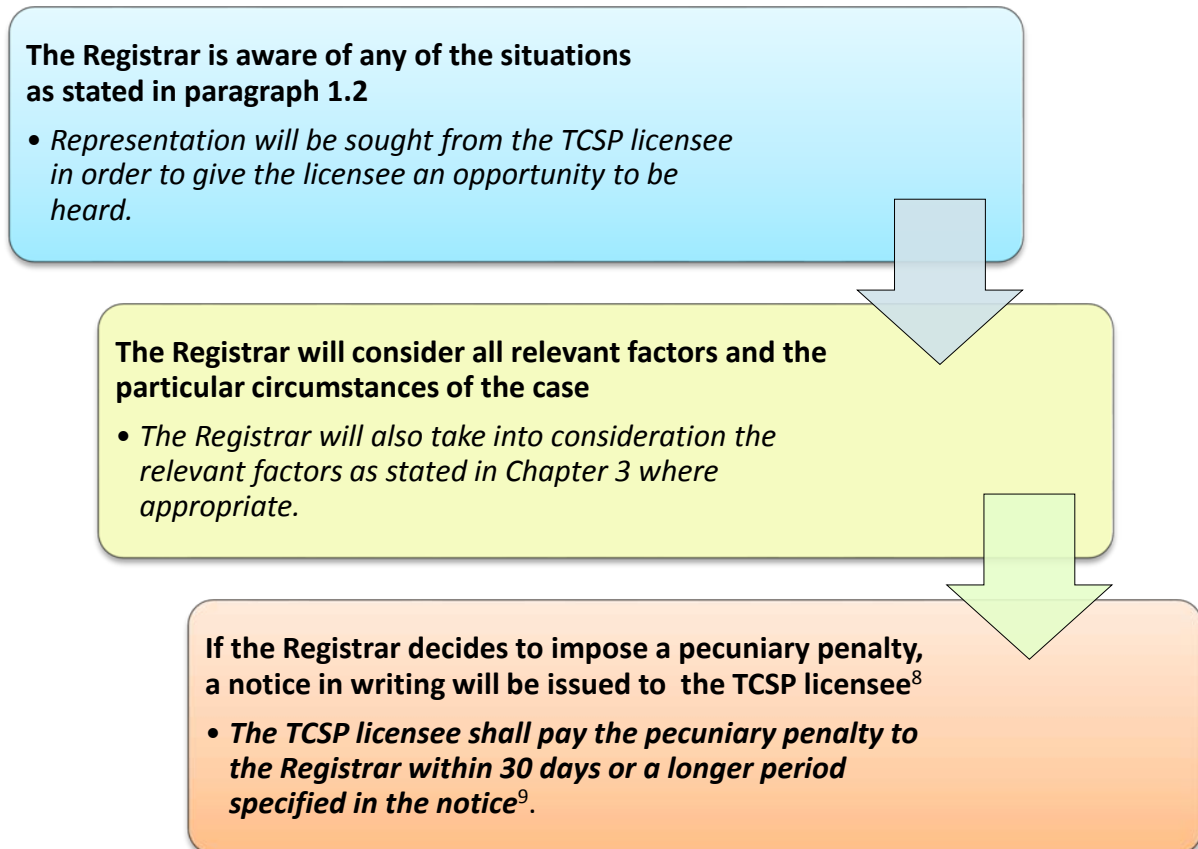 The Registrar is aware of any of the situations
as stated in paragraph 1.2
• Representation will be sought from the TCSP licensee
in order to give the licensee an opportunity to be
heard.
The Registrar will consider all relevant factors and the
particular circumstances of the case
• The Registrar will also take into consideration the
relevant factors as stated in Chapter 3 where
appropriate.
If the Registrar decides to impose a pecuniary penalty,
a notice in writing will be issued to the TCSP licensee⁸
• The TCSP licensee shall pay the pecuniary penalty to
the Registrar within 30 days or a longer period
specified in the notice⁹.